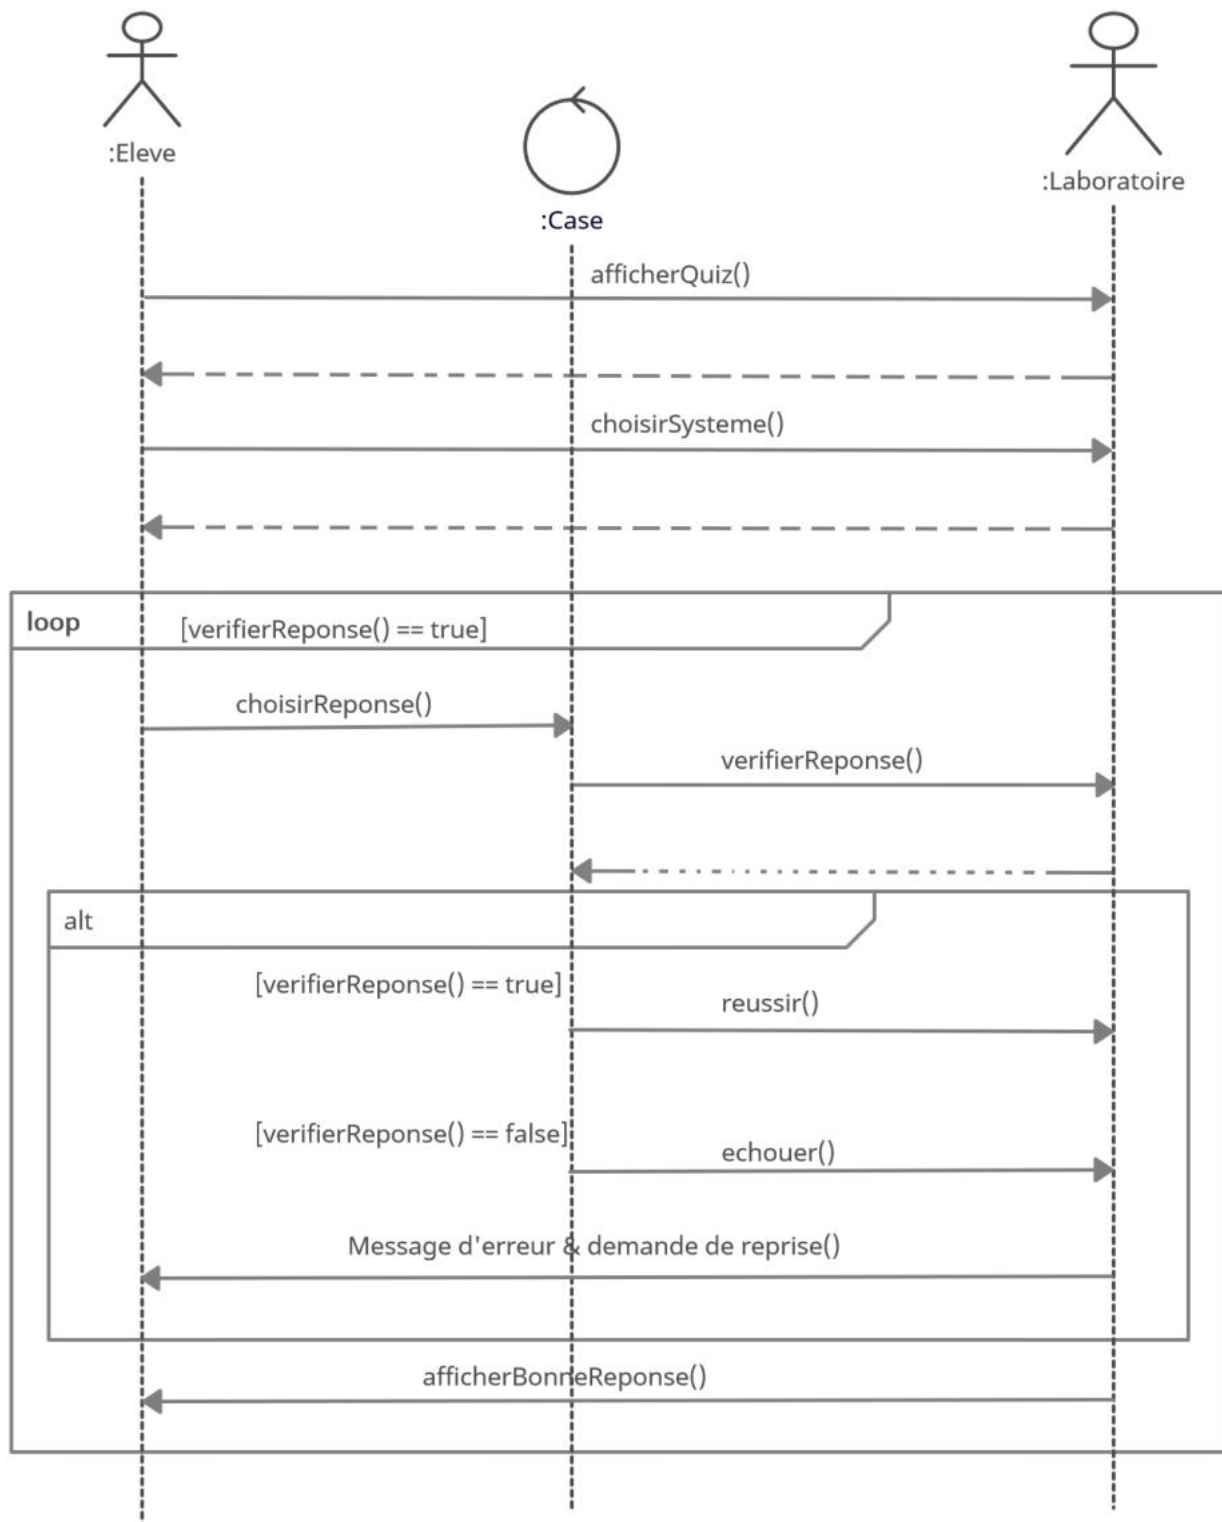 :Eleve
:Laboratoire
:Case
afficherQuiz()
choisirSysteme()
loop
[verifierReponse() == true]
choisirReponse()
verifierReponse()
alt
[verifierReponse() == true]
reussir()
[verifierReponse() == false]
echouer()
Message d'erreur & demande de reprise()
afficherBonneReponse()